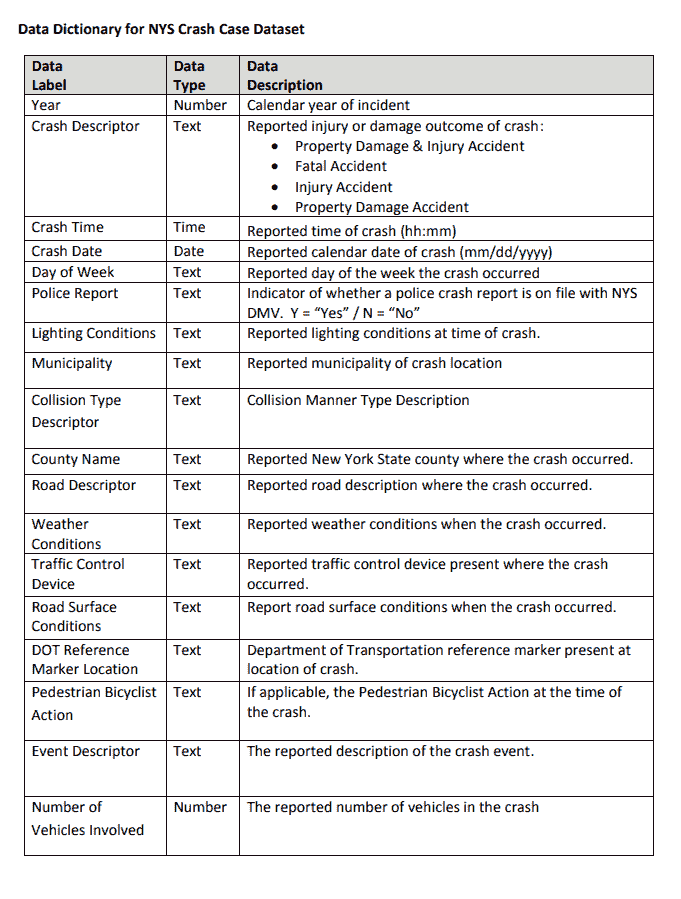 Data Dictionary for NYS Crash Case Dataset
Data Label Data Type Data Description
Year Number Calendar year of incident
Crash Descriptor Text Reported injury or damage outcome of crash:
• Property Damage & Injury Accident
• Fatal Accident
• Injury Accident
• Property Damage Accident
Crash Time Time Reported time of crash (hh:mm)
Crash Date Date Reported calendar date of crash (mm/dd/yyyy)
Day of Week Text Reported day of the week the crash occurred
Police Report Text Indicator of whether a police crash report is on file with NYS
DMV. Y = “Yes” / N = “No”
Lighting Conditions Text Reported lighting conditions at time of crash.
Municipality Text Reported municipality of crash location
Collision Type Text Collision Manner Type Description
Descriptor
County Name Text Reported New York State county where the crash occurred.
Road Descriptor Text Reported road description where the crash occurred.
Weather Text Reported weather conditions when the crash occurred.
Conditions
Traffic Control Text Reported traffic control device present where the crash
Device occurred.
Road Surface Text Report road surface conditions when the crash occurred.
Conditions
DOT Reference Text Department of Transportation reference marker present at
Marker Location location of crash.
Pedestrian Bicyclist Text If applicable, the Pedestrian Bicyclist Action at the time of
Action the crash.
Event Descriptor Text The reported description of the crash event.
Number of Number The reported number of vehicles in the crash
Vehicles Involved